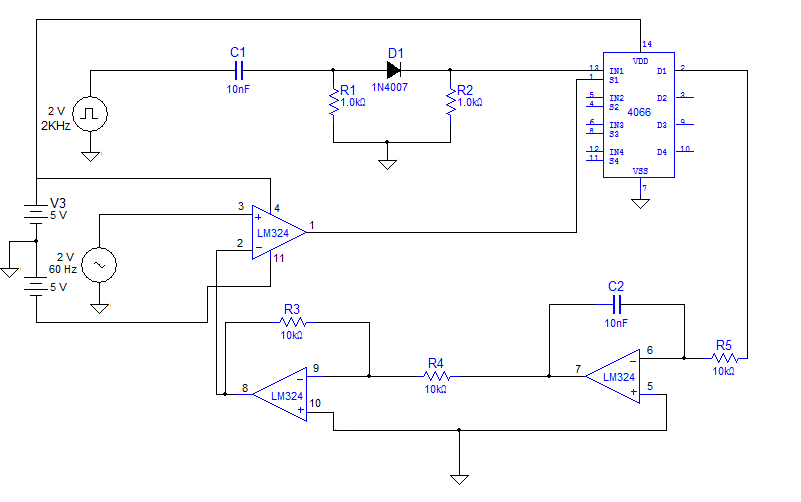 14
C1
D1
VDD
10nF
1N4007
13 IN1 D1 2
1 S1
R1
1.0kΩ
R2
1.0kΩ
2 V
2KHz
5 IN2 D2 3
4 S2
4066
6 IN3 D3 9
8 S3
12 IN4 D4 10
11 S4
VSS
7
V3
5 V
3
4
+
LM324
1
2
−
11
2 V
60 Hz
5 V
C2
10nF
R3
10kΩ
R5
10kΩ
R4
10kΩ
6
−
7
LM324
5
+
9
−
8
LM324
10
+